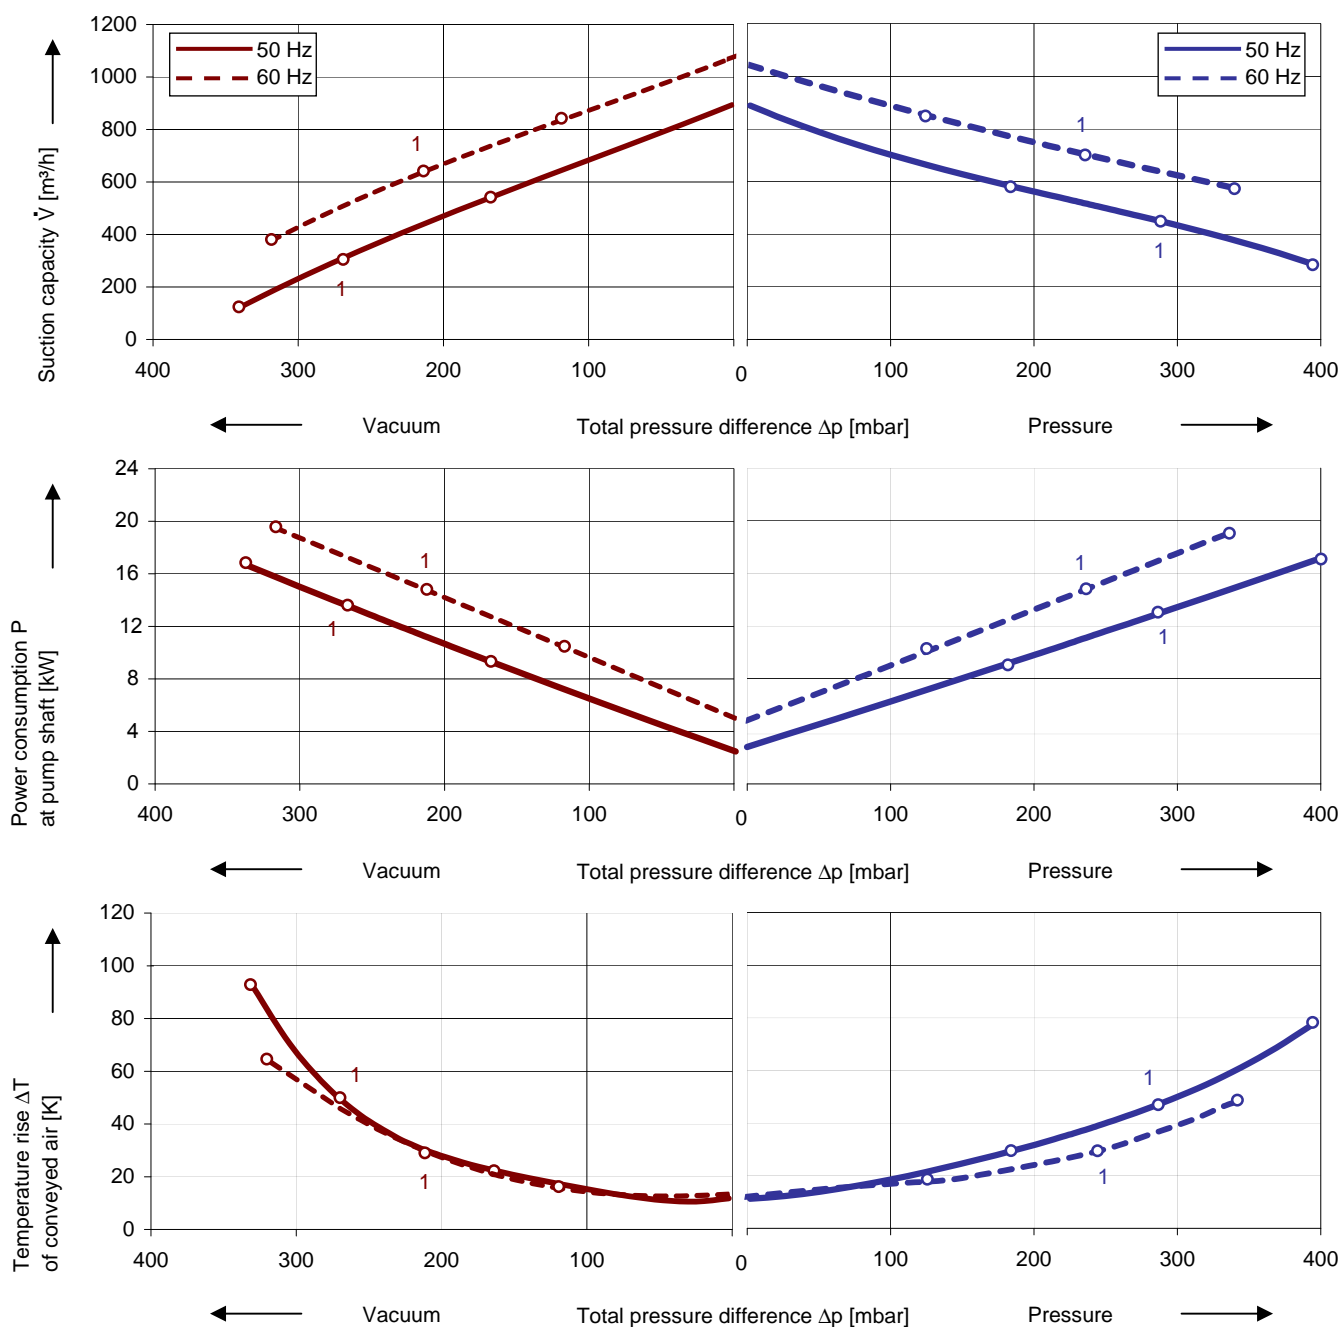 1200
1000
800
600
400
200
0
Suction capacity V̇ [m³/h]
50 Hz
60 Hz
1
1
50 Hz
60 Hz
1
1
400 300 200 100 0 100 200 300 400
Vacuum Total pressure difference Δp [mbar] Pressure
24
20
16
12
8
4
0
Power consumption P
at pump shaft [kW]
1
1
1
1
400 300 200 100 0 100 200 300 400
Vacuum Total pressure difference Δp [mbar] Pressure
120
100
80
60
40
20
0
Temperature rise ΔT
of conveyed air [K]
1
1
1
1
400 300 200 100 0 100 200 300 400
Vacuum Total pressure difference Δp [mbar] Pressure